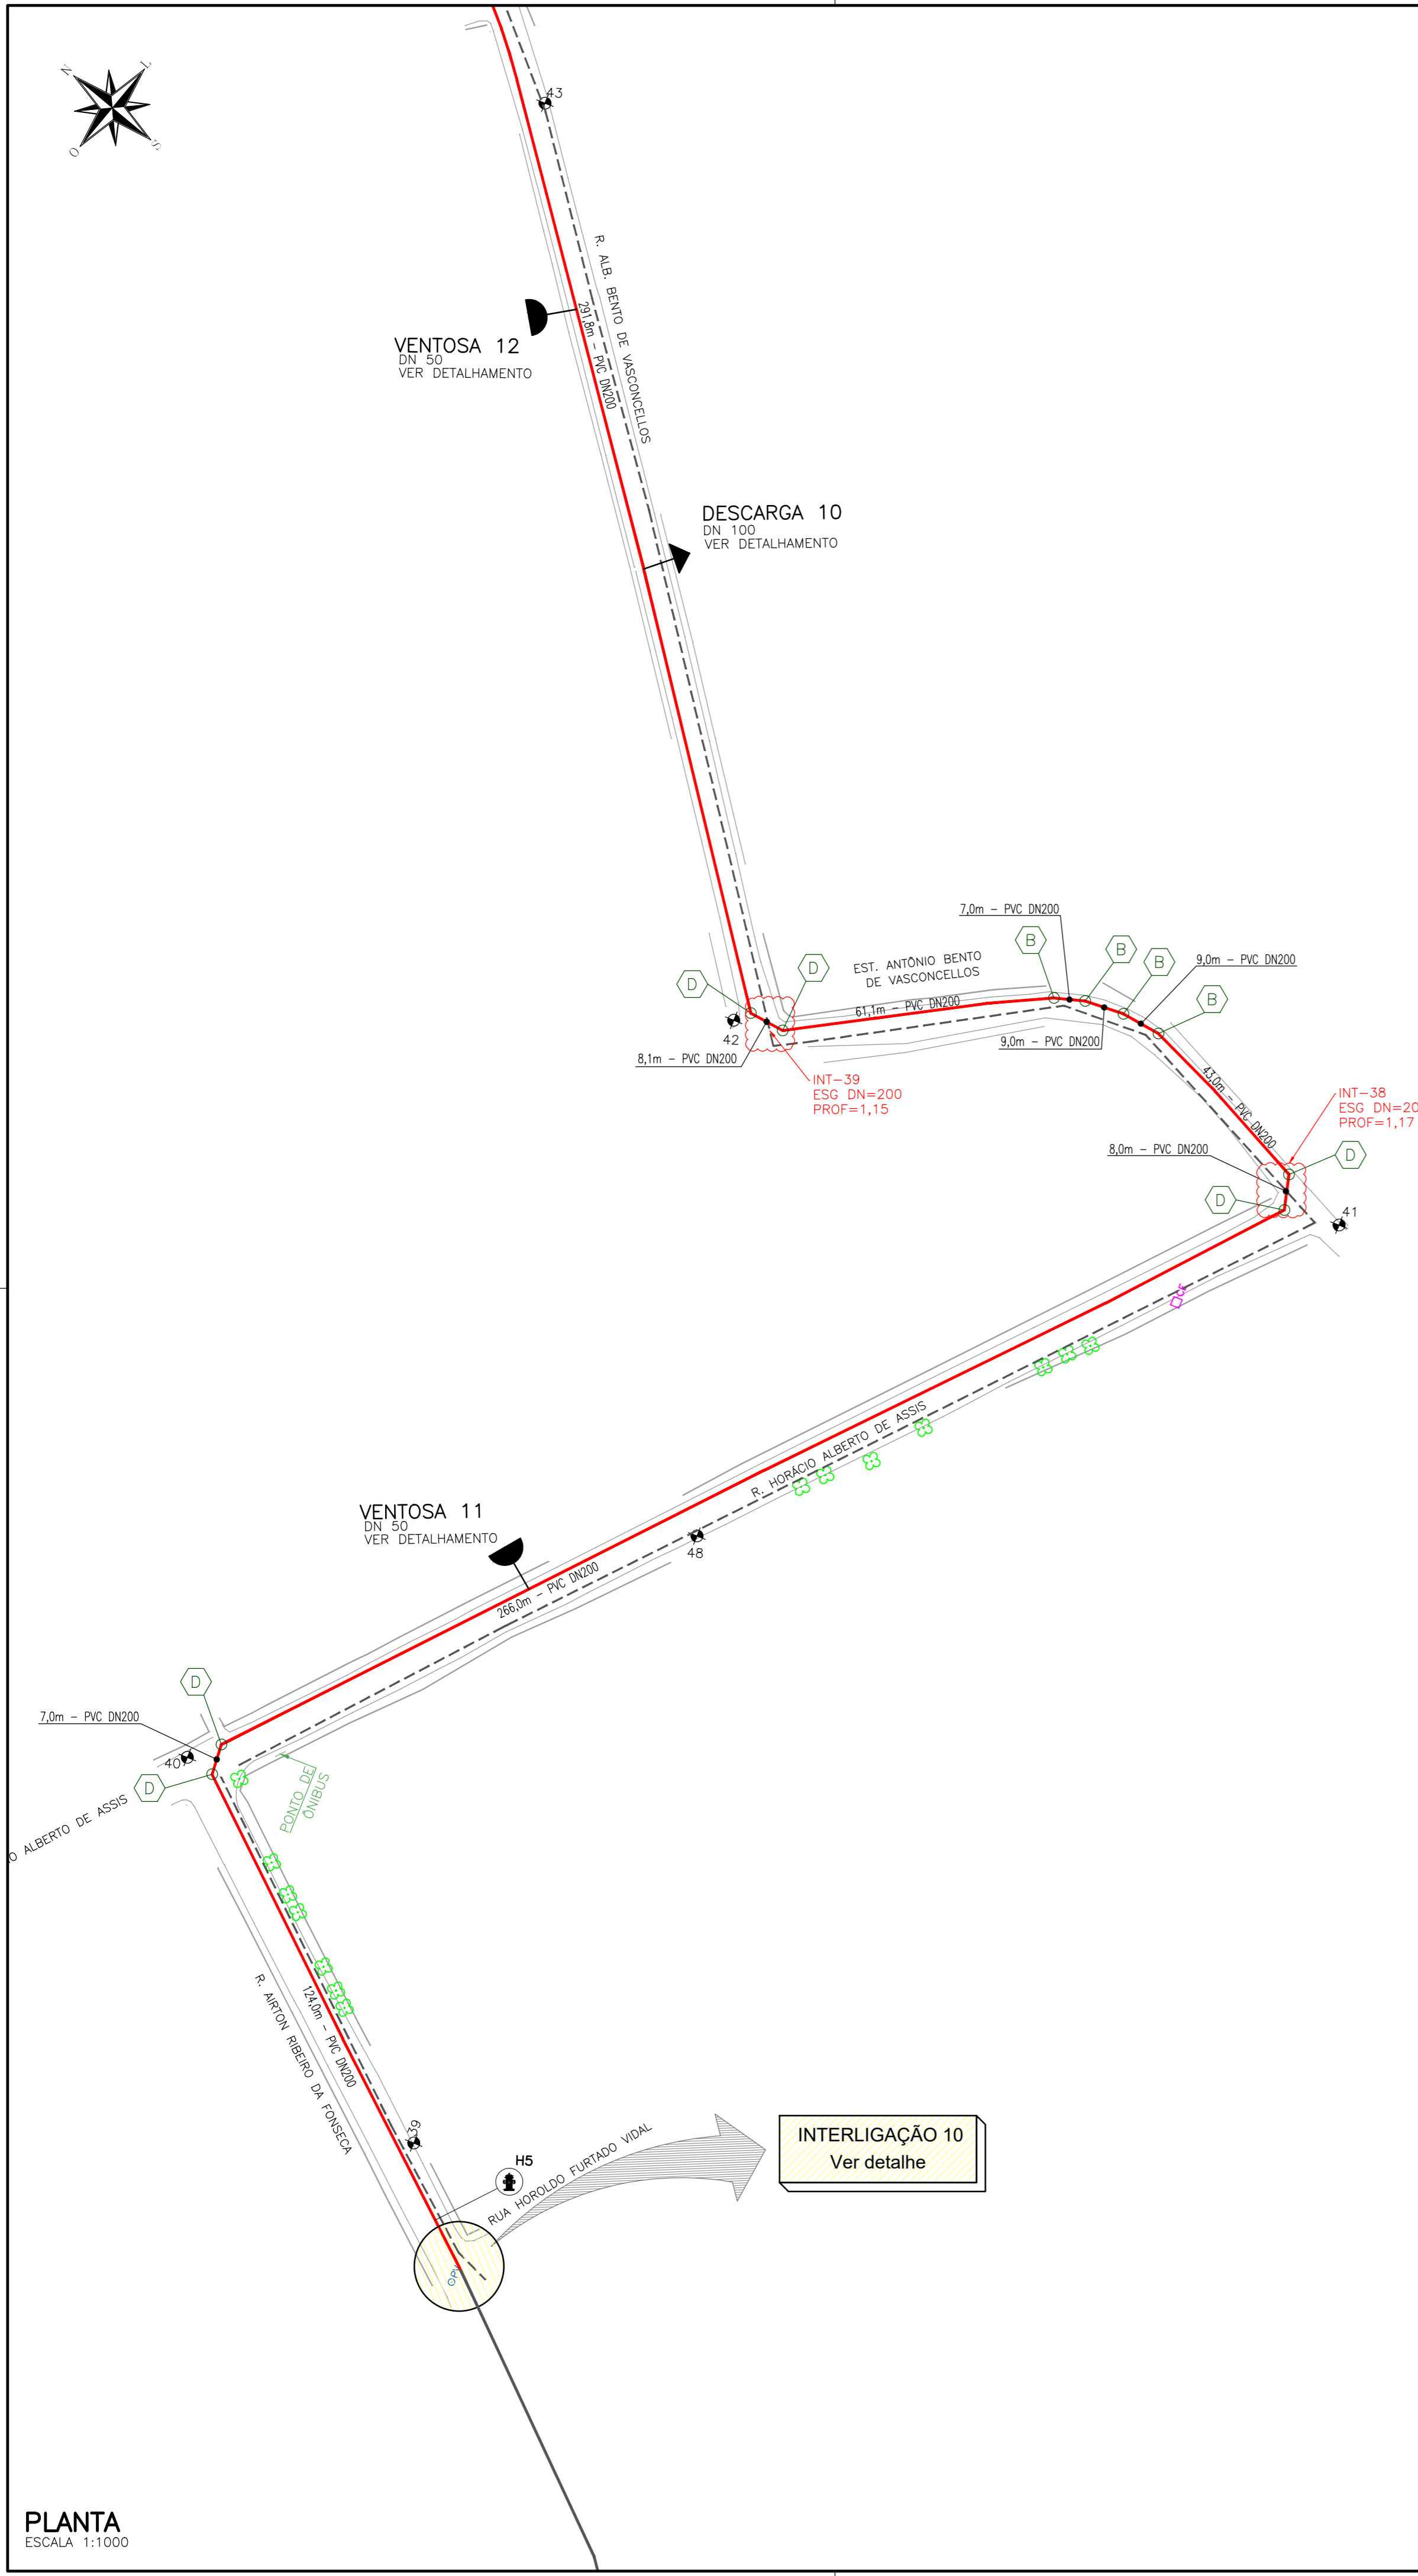 N
L
O
S
43
R. ALB. BENTO DE VASCONCELLOS
291,8m - PVC DN200
VENTOSA 12
DN 50
VER DETALHAMENTO
DESCARGA 10
DN 100
VER DETALHAMENTO
7,0m - PVC DN200
B
B
B
B
9,0m - PVC DN200
EST. ANTÔNIO BENTO
DE VASCONCELLOS
D
D
61,1m - PVC DN200
42
9,0m - PVC DN200
8,1m - PVC DN200
INT-39
ESG DN=200
PROF=1,15
43,0m - PVC DN200
INT-38
ESG DN=20
PROF=1,17
8,0m - PVC DN200
D
D
41
CF
R. HORÁCIO ALBERTO DE ASSIS
VENTOSA 11
DN 50
VER DETALHAMENTO
48
266,0m - PVC DN200
D
7,0m - PVC DN200
40
D
PONTO DE
ÔNIBUS
O ALBERTO DE ASSIS
124,0m - PVC DN200
R. AIRTON RIBEIRO DA FONSECA
39
H5
RUA HOROLDO FURTADO VIDAL
INTERLIGAÇÃO 10
Ver detalhe
PLANTA
ESCALA 1:1000